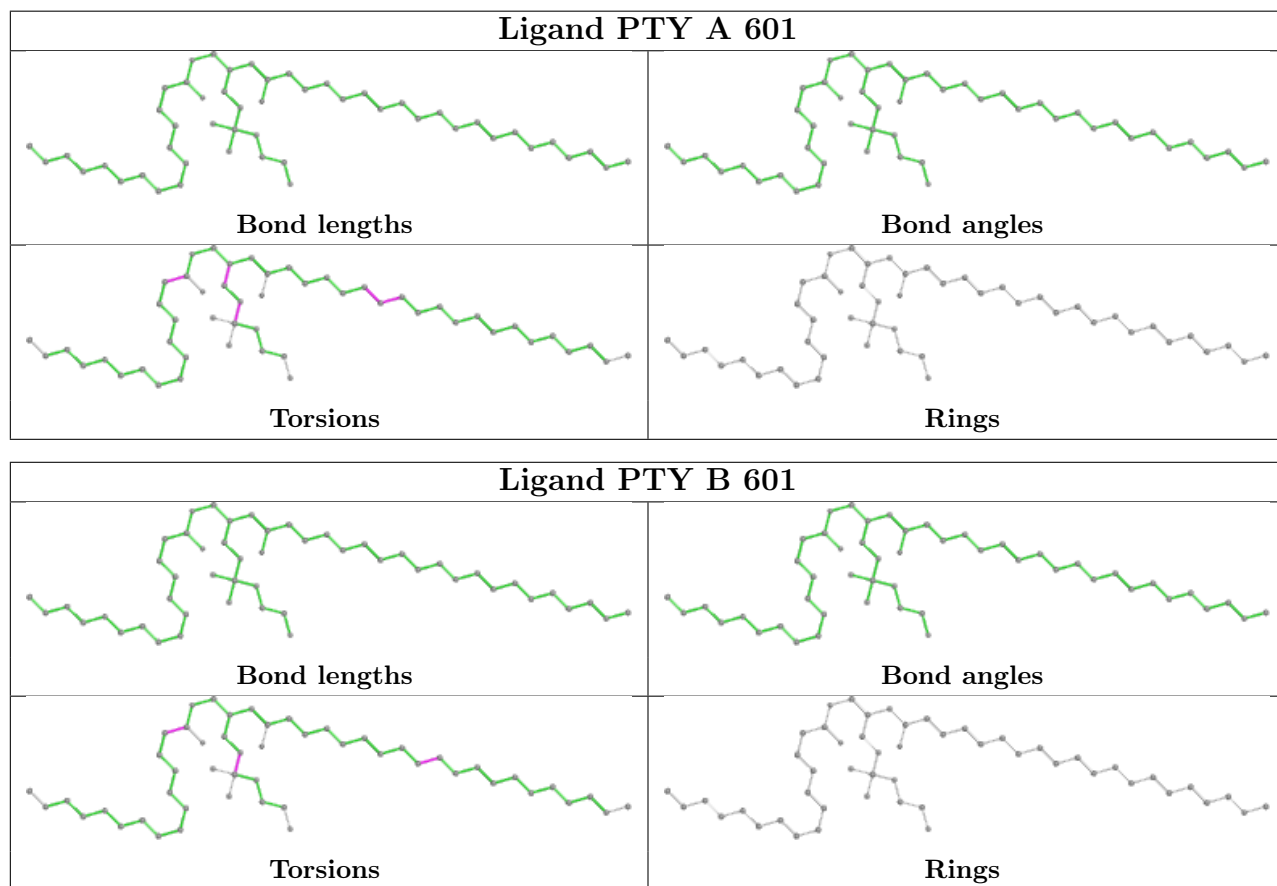 Ligand PTY A 601
Bond lengths
Bond angles
Torsions
Rings
Ligand PTY B 601
Bond lengths
Bond angles
Torsions
Rings